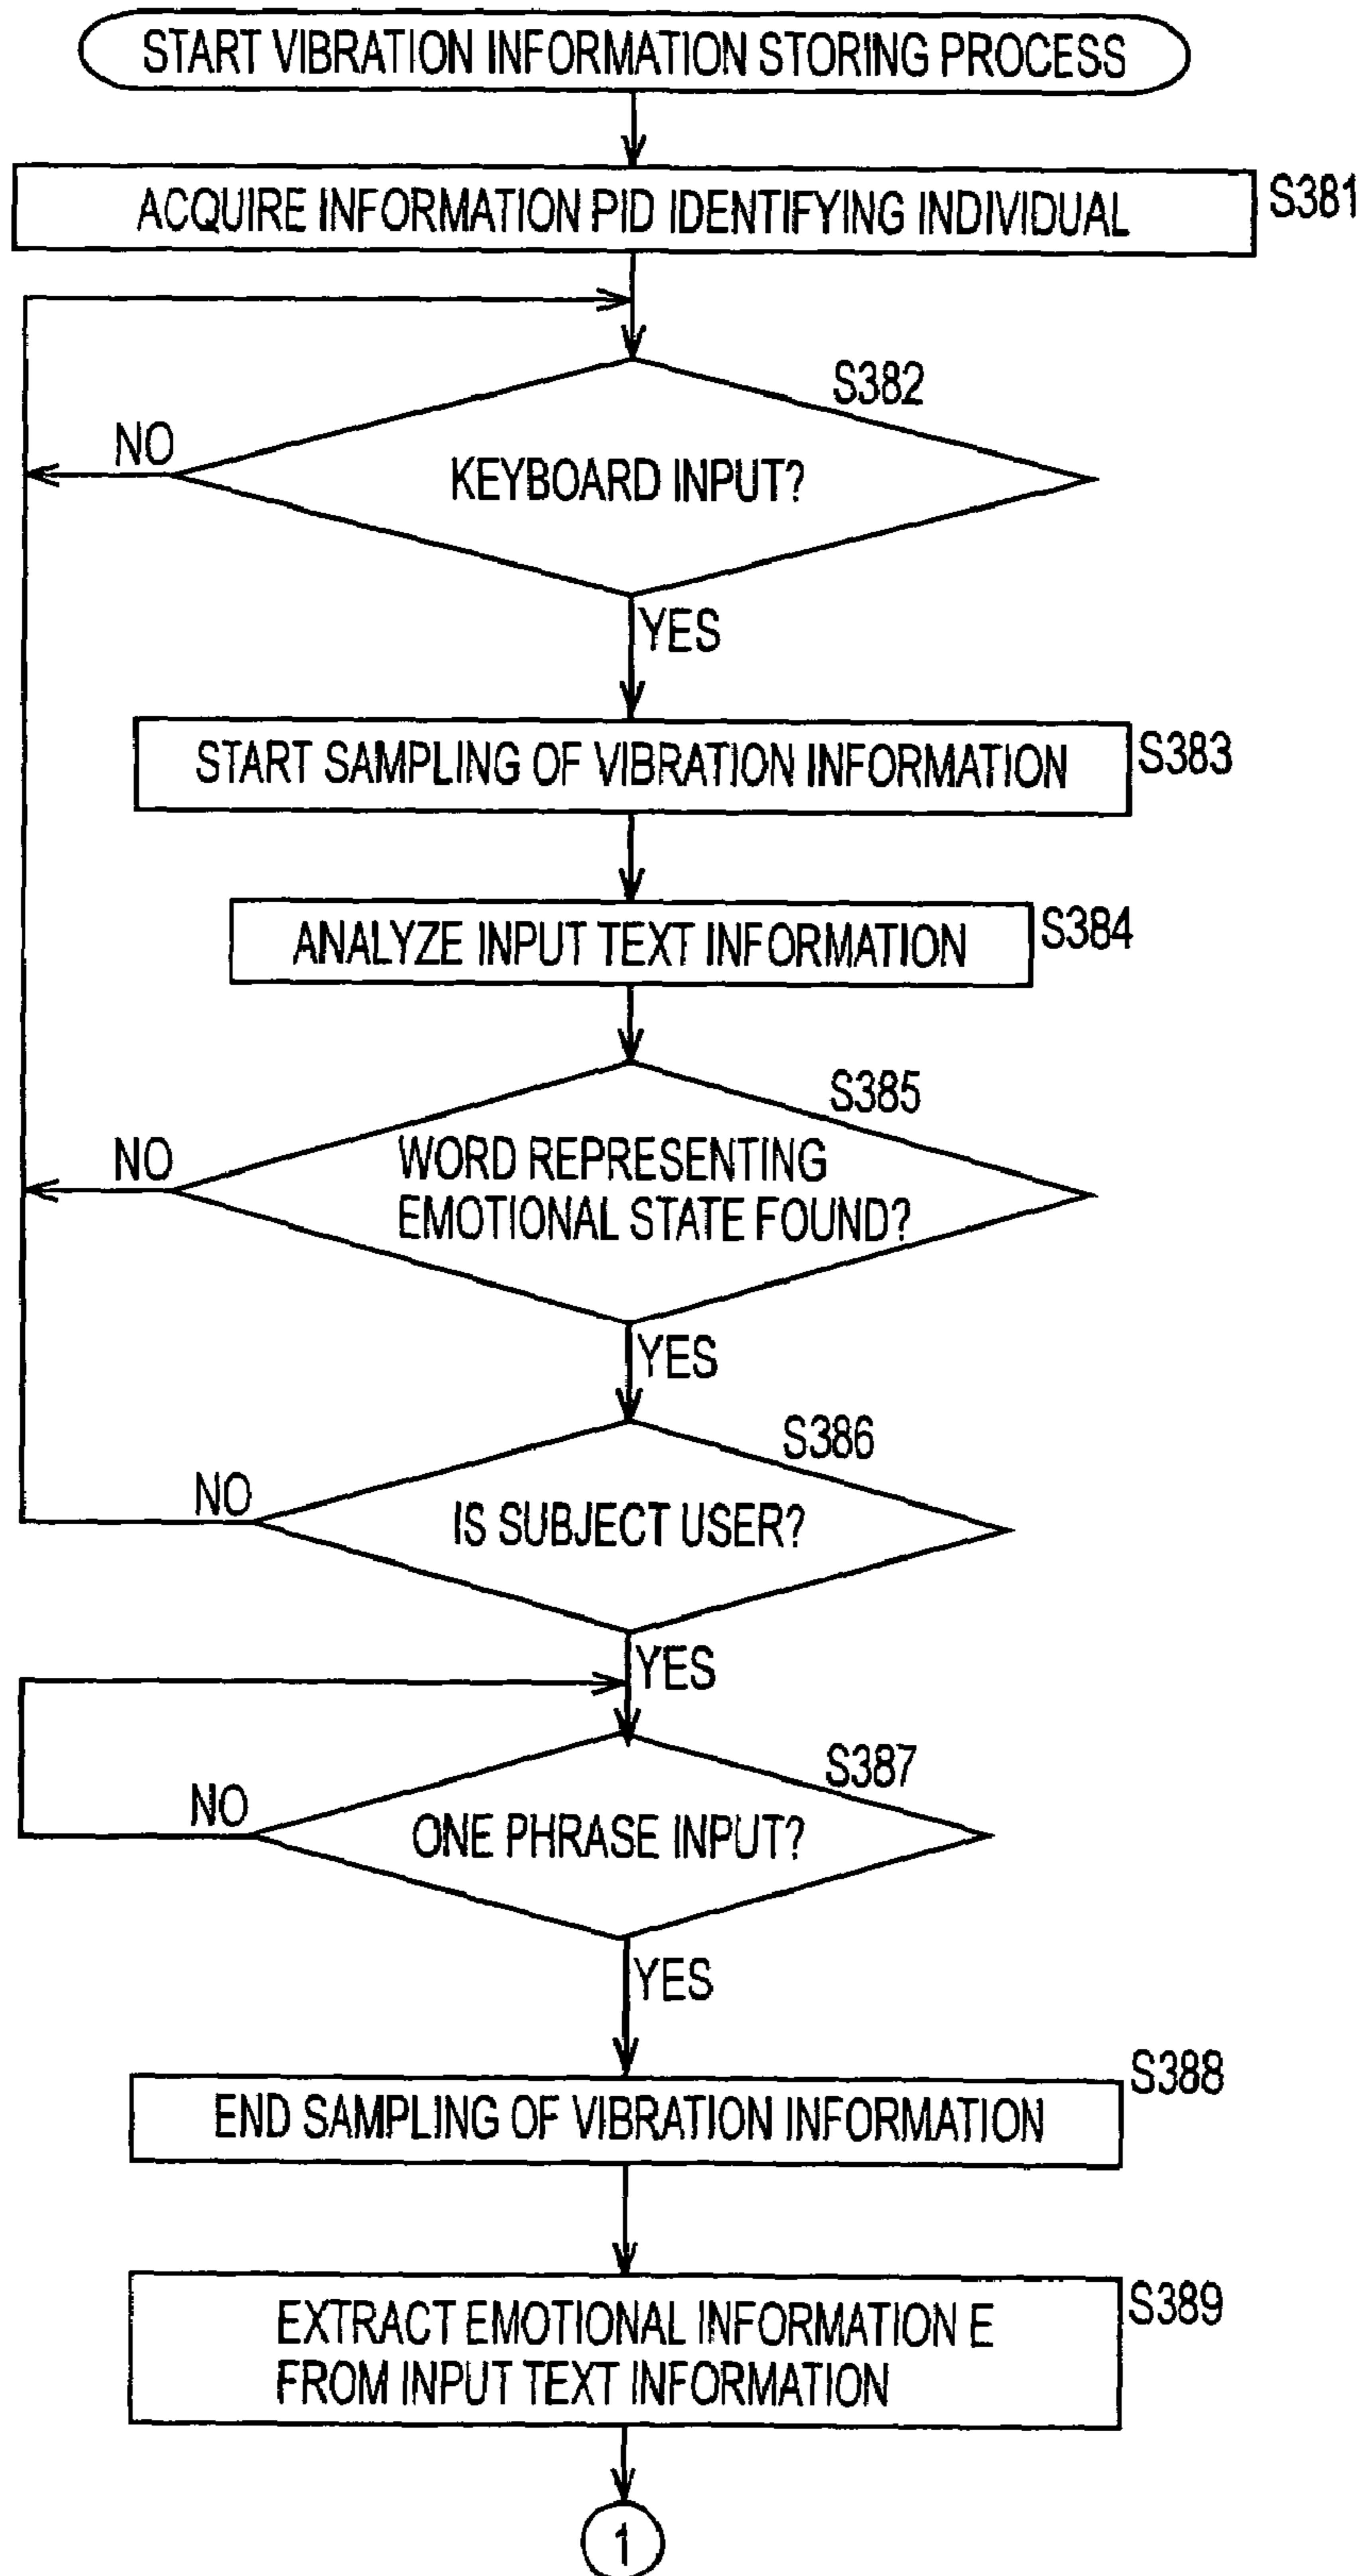 START VIBRATION INFORMATION STORING PROCESS
ACQUIRE INFORMATION PID IDENTIFYING INDIVIDUAL
S381
S382
NO
KEYBOARD INPUT?
YES
START SAMPLING OF VIBRATION INFORMATION
S383
ANALYZE INPUT TEXT INFORMATION
S384
S385
NO
WORD REPRESENTING
EMOTIONAL STATE FOUND?
YES
S386
NO
IS SUBJECT USER?
YES
S387
NO
ONE PHRASE INPUT?
YES
S388
END SAMPLING OF VIBRATION INFORMATION
S389
EXTRACT EMOTIONAL INFORMATION E
FROM INPUT TEXT INFORMATION
1